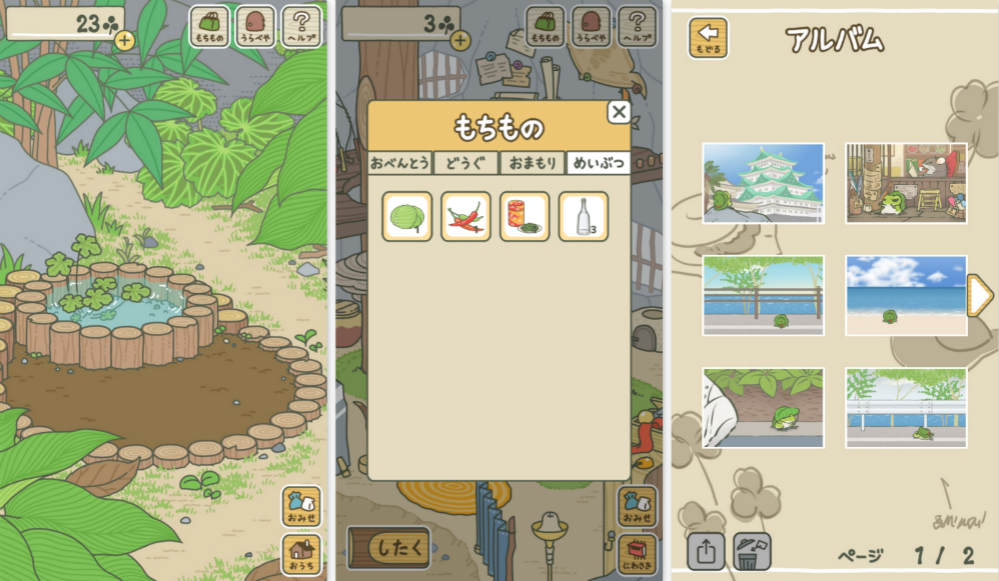 23
もちもの
うらべや
ヘルプ
おみせ
おうち
3
もちもの
うらべや
ヘルプ
もちもの
おべんとう
どうぐ
おまもり
めいぶつ
3
おみせ
したく
にわさき
もどる
アルバム
ページ 1 / 2